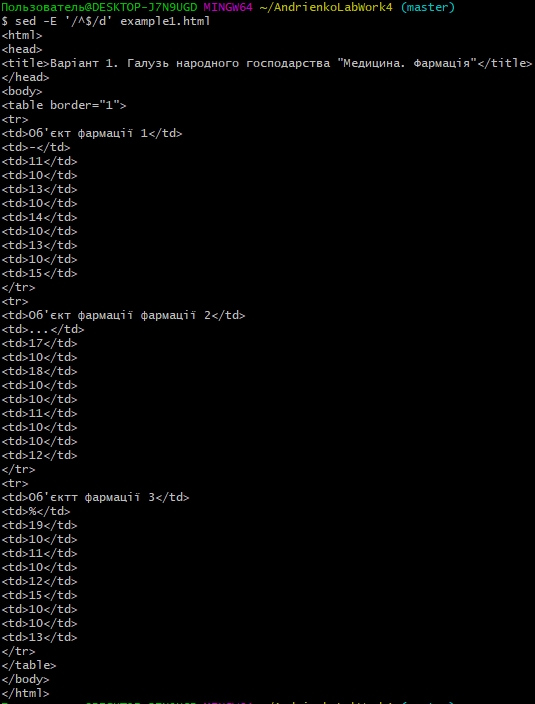 Пользователь@DESKTOP-J7N9UGD MINGW64 ~/AndrienkoLabWork4 (master)
$ sed -E '/^$/d' example1.html
<html>
<head>
<title>Варіант 1. Галузь народного господарства "Медицина. Фармація"</title>
</head>
<body>
<table border="1">
<tr>
<td>Об'єкт фармації 1</td>
<td>-</td>
<td>11</td>
<td>10</td>
<td>13</td>
<td>10</td>
<td>14</td>
<td>10</td>
<td>13</td>
<td>10</td>
<td>15</td>
</tr>
<tr>
<td>Об'єкт фармації фармації 2</td>
<td>...</td>
<td>17</td>
<td>10</td>
<td>18</td>
<td>10</td>
<td>10</td>
<td>11</td>
<td>10</td>
<td>10</td>
<td>12</td>
</tr>
<tr>
<td>Об'єктт фармації 3</td>
<td>%</td>
<td>19</td>
<td>10</td>
<td>11</td>
<td>10</td>
<td>12</td>
<td>15</td>
<td>10</td>
<td>10</td>
<td>13</td>
</tr>
</table>
</body>
</html>